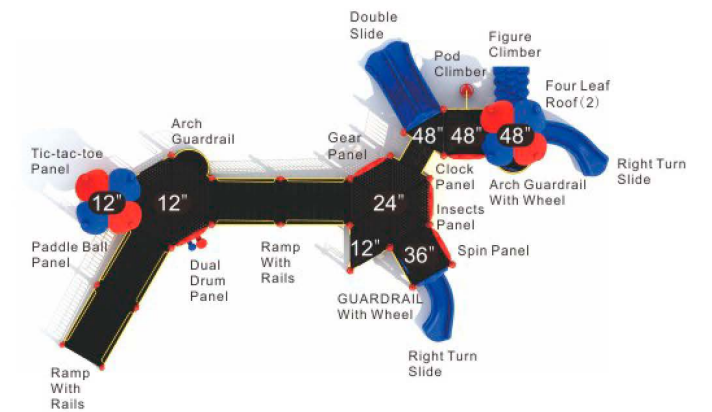 Double
Slide
Figure
Climber
Pod
Climber
Four Leaf
Roof(2)
Arch
Guardrail
Gear
Panel
48"
48"
48"
Tic-tac-toe
Panel
Clock
Panel
Right Turn
Slide
Arch Guardrail
With Wheel
12"
12"
24"
Insects
Panel
Paddle Ball
Panel
Dual
Drum
Panel
Ramp
With
Rails
12"
36"
Spin Panel
GUARDRAIL
With Wheel
Right Turn
Slide
Ramp
With
Rails